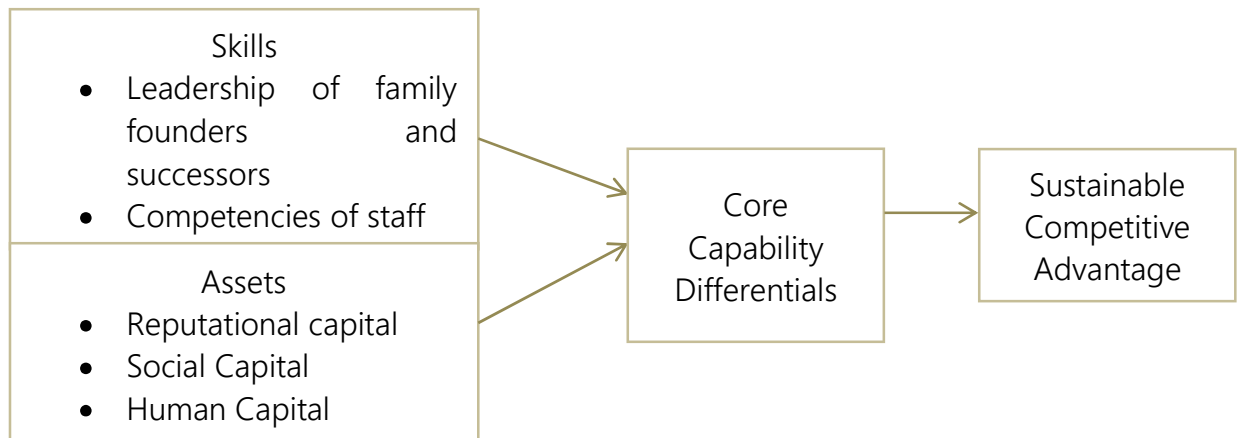 Skills
• Leadership of family
founders and
successors
• Competencies of staff
Assets
• Reputational capital
• Social Capital
• Human Capital
Core
Capability
Differentials
Sustainable
Competitive
Advantage